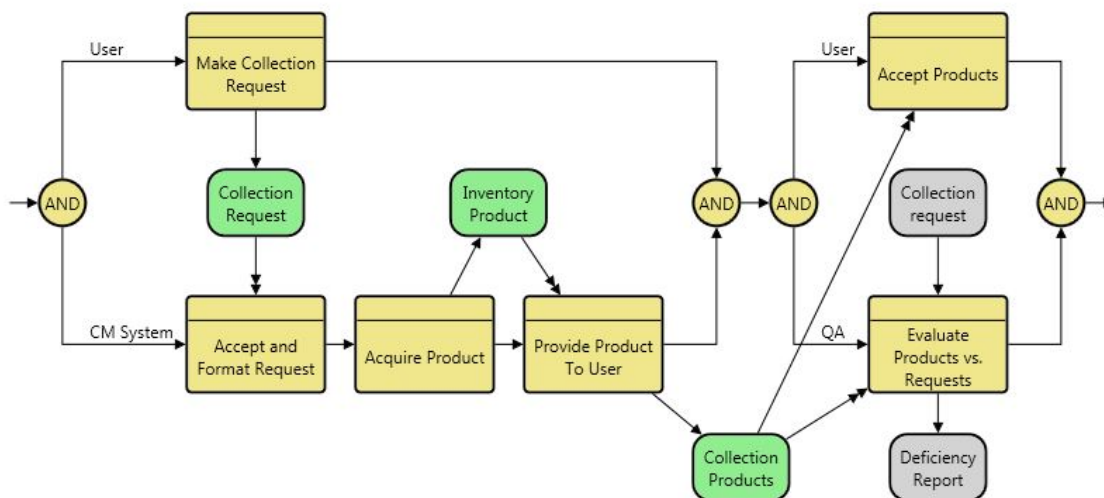 User
Make Collection
Request
User
Accept Products
AND
Collection
Request
Inventory
Product
AND
AND
Collection
request
AND
CM System
Accept and
Format Request
Acquire Product
Provide Product
To User
QA
Evaluate
Products vs.
Requests
Collection
Products
Deficiency
Report